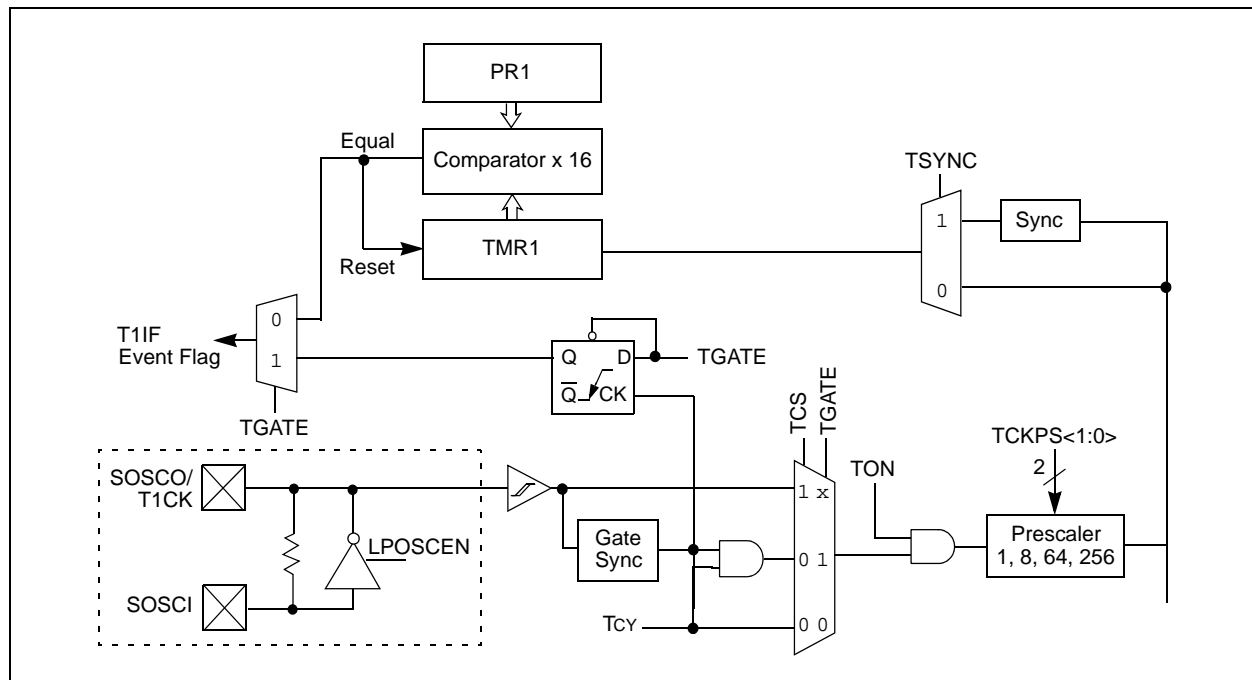 PR1
Equal
Comparator x 16
TSYNC
1
Sync
Reset
TMR1
0
0
T1IF
Event Flag
1
Q
D
TGATE
Q̅
CK
TGATE
TCS
TGATE
TCKPS<1:0>
2
SOSCO/
T1CK
TON
1 x
Prescaler
1, 8, 64, 256
LPOSCEN
Gate
Sync
0 1
SOSCI
TCY
0 0